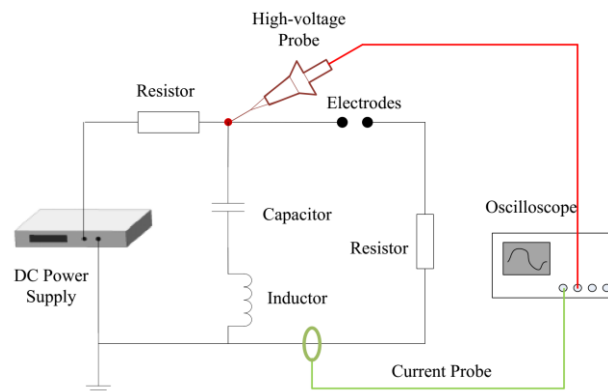 High-voltage
Probe
Resistor
Electrodes
Capacitor
Oscilloscope
Resistor
DC Power
Supply
Inductor
Current Probe